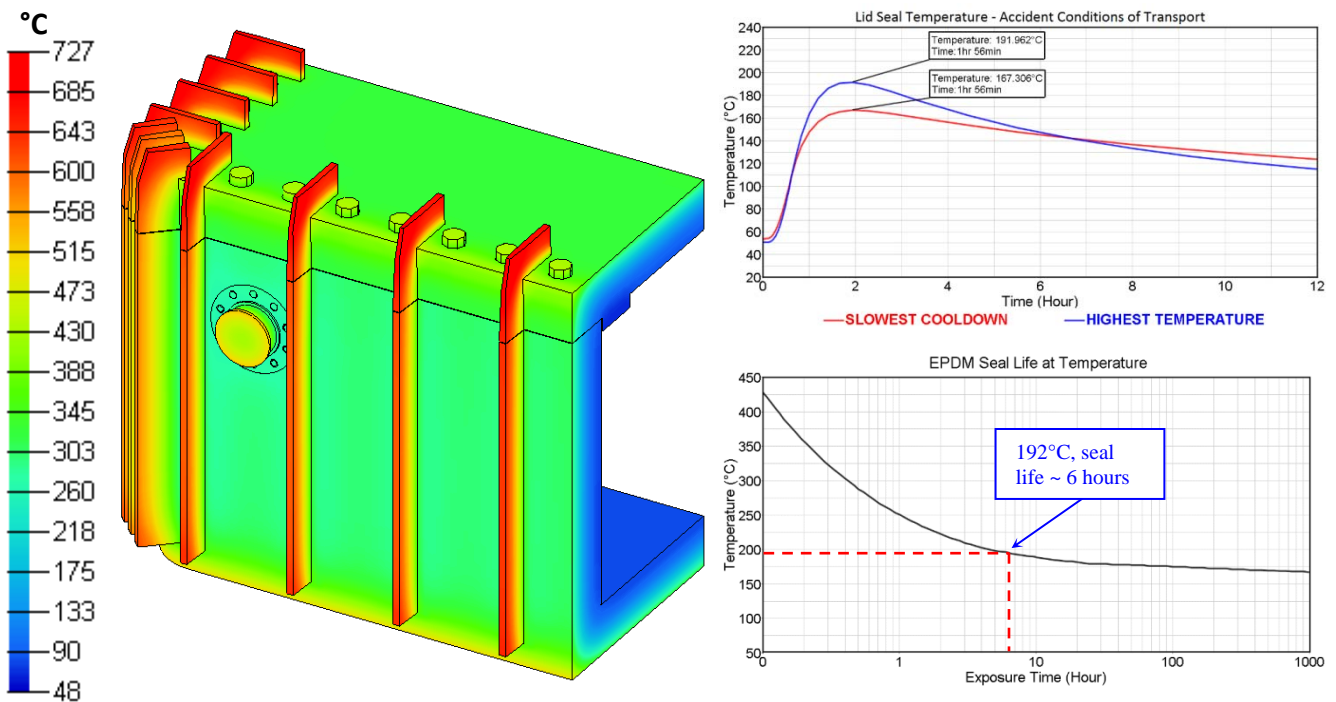 °C
727
685
643
600
558
515
473
430
388
345
303
260
218
175
133
90
48
Lid Seal Temperature - Accident Conditions of Transport
Temperature: 191.962°C
Time:1hr 56min
Temperature: 167.306°C
Time:1hr 56min
Temperature (°C)
240
220
200
180
160
140
120
100
80
60
40
20
0 2 4 6 8 10 12
Time (Hour)
SLOWEST COOLDOWN HIGHEST TEMPERATURE
EPDM Seal Life at Temperature
Temperature (°C)
450
400
350
300
250
200
150
100
50
192°C, seal
life ~ 6 hours
0 1 10 100 1000
Exposure Time (Hour)